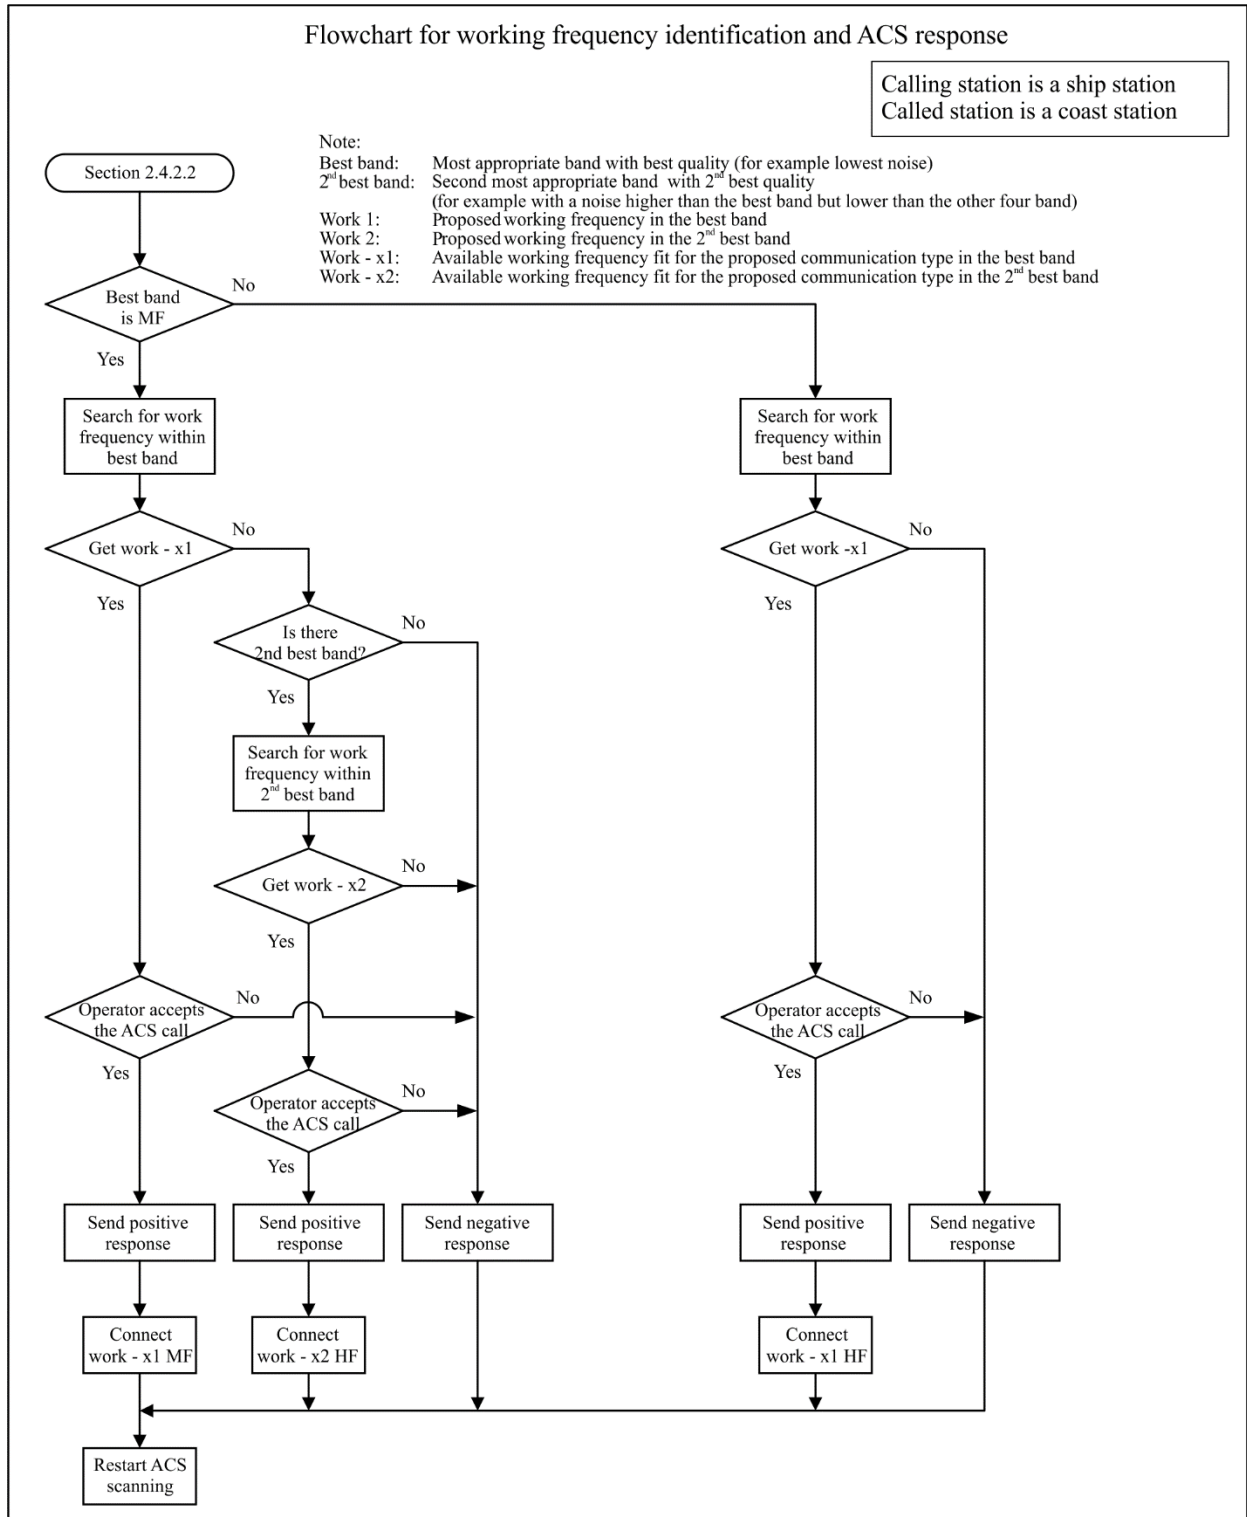 Flowchart for working frequency identification and ACS response
Calling station is a ship station
Called station is a coast station
Note:
Best band: Most appropriate band with best quality (for example lowest noise)
2nd best band: Second most appropriate band with 2nd best quality
(for example with a noise higher than the best band but lower than the other four band)
Work 1: Proposed working frequency in the best band
Work 2: Proposed working frequency in the 2nd best band
Work - x1: Available working frequency fit for the proposed communication type in the best band
Work - x2: Available working frequency fit for the proposed communication type in the 2nd best band
Section 2.4.2.2
Best band
is MF
No
Yes
Search for work
frequency within
best band
Search for work
frequency within
best band
Get work - x1
No
Yes
Get work -x1
No
Yes
Is there
2nd best band?
No
Yes
Search for work
frequency within
2nd best band
Get work - x2
No
Yes
Operator accepts
the ACS call
No
Yes
Operator accepts
the ACS call
No
Yes
Operator accepts
the ACS call
No
Yes
Send positive
response
Send positive
response
Send negative
response
Send positive
response
Send negative
response
Connect
work - x1 MF
Connect
work - x2 HF
Connect
work - x1 HF
Restart ACS
scanning